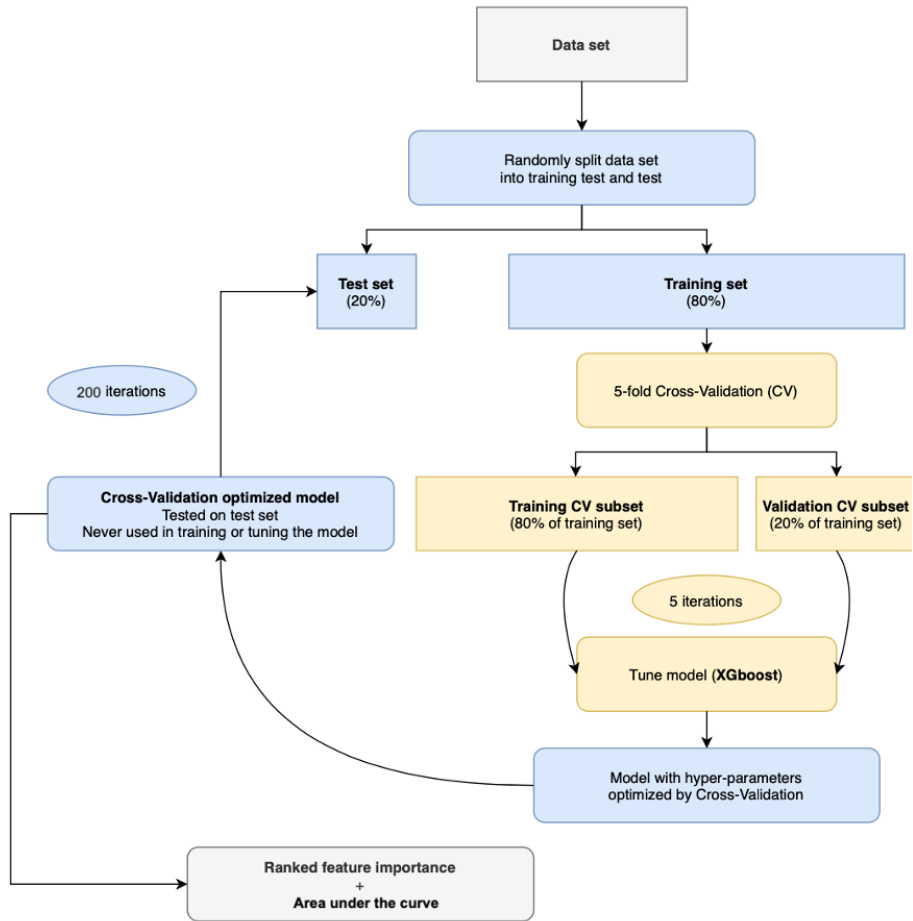 Data set
Randomly split data set
into training test and test
Test set
(20%)
Training set
(80%)
200 iterations
5-fold Cross-Validation (CV)
Cross-Validation optimized model
Tested on test set
Never used in training or tuning the model
Training CV subset
(80% of training set)
Validation CV subset
(20% of training set)
5 iterations
Tune model (XGboost)
Model with hyper-parameters
optimized by Cross-Validation
Ranked feature importance
+
Area under the curve